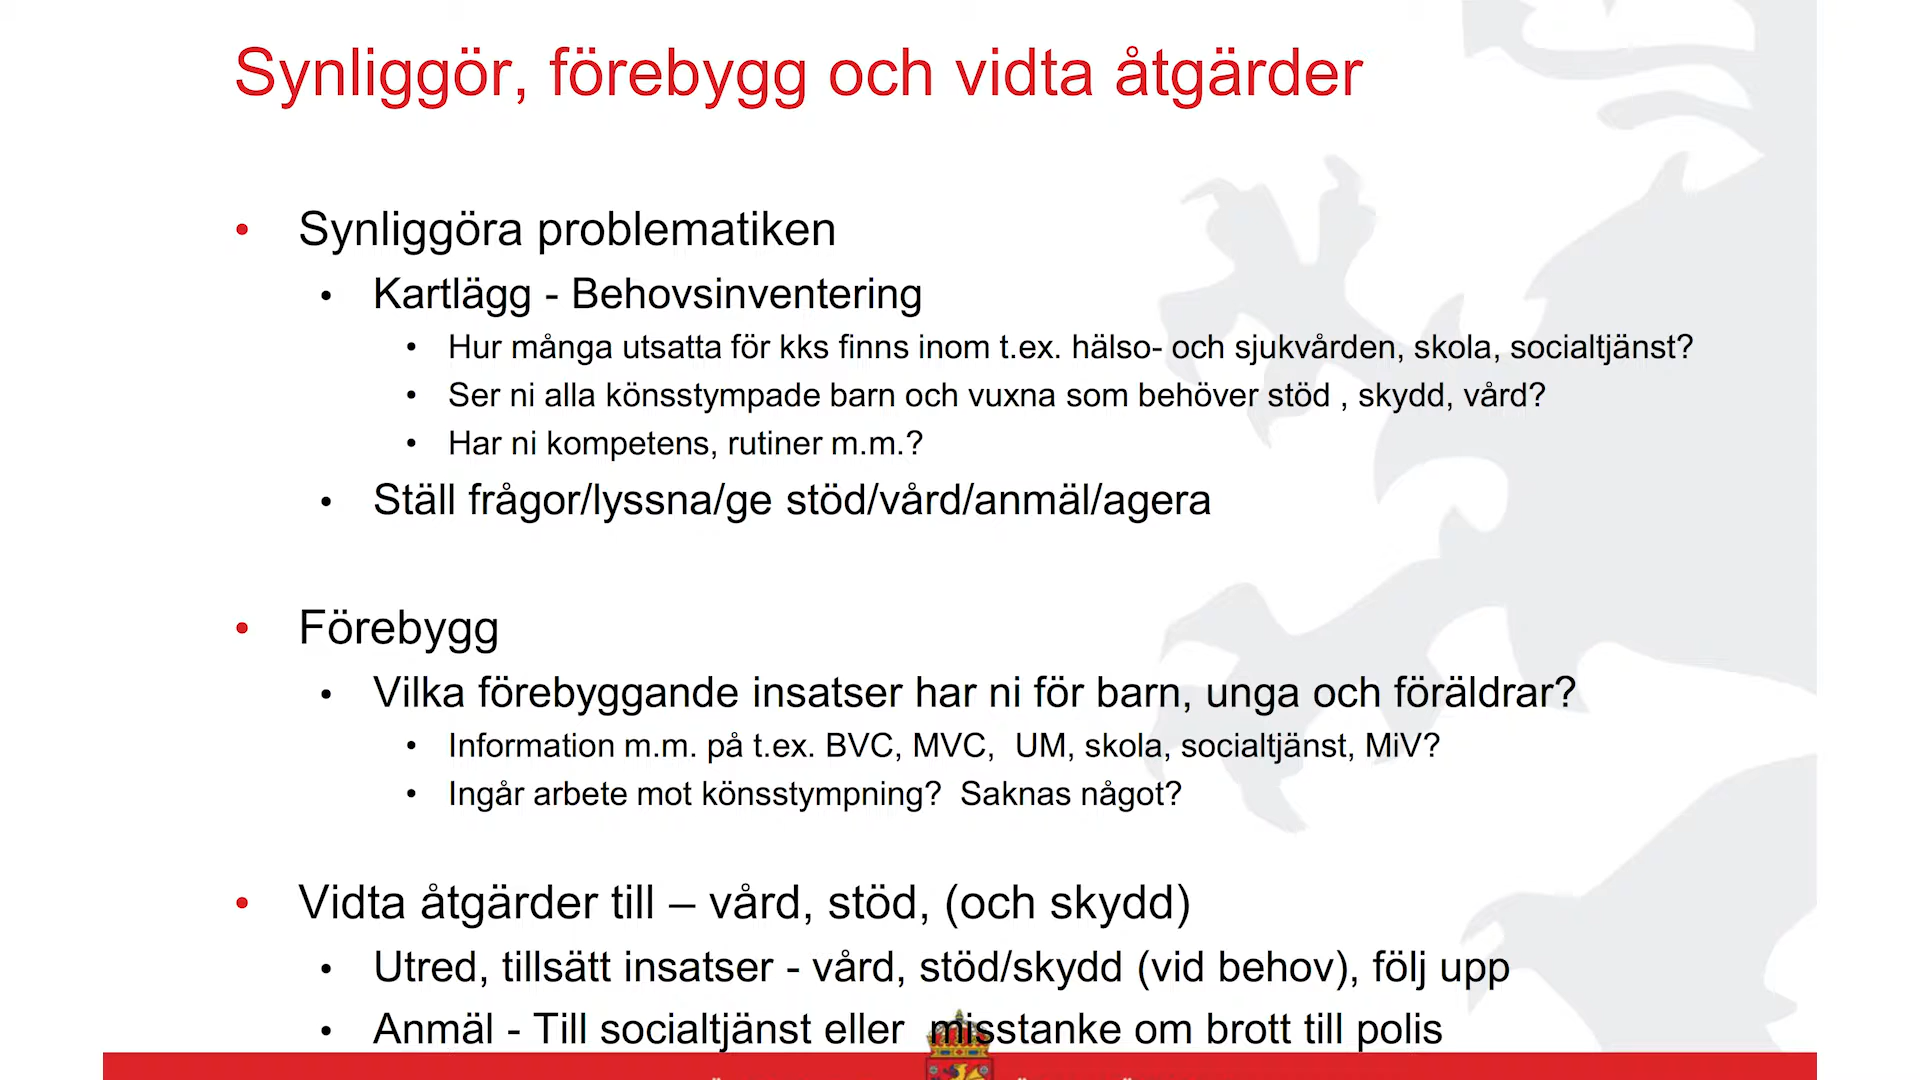 Synliggör, förebygg och vidta åtgärder
• Synliggöra problematiken
• Kartlägg - Behovsinventering
• Hur många utsatta för kks finns inom t.ex. hälso- och sjukvården, skola, socialtjänst?
• Ser ni alla könsstympade barn och vuxna som behöver stöd , skydd, vård?
• Har ni kompetens, rutiner m.m.?
• Ställ frågor/lyssna/ge stöd/vård/anmäl/agera
• Förebygg
• Vilka förebyggande insatser har ni för barn, unga och föräldrar?
• Information m.m. på t.ex. BVC, MVC,  UM, skola, socialtjänst, MiV?
• Ingår arbete mot könsstympning?  Saknas något?
• Vidta åtgärder till – vård, stöd, (och skydd)
• Utred, tillsätt insatser - vård, stöd/skydd (vid behov), följ upp
• Anmäl - Till socialtjänst eller  misstanke om brott till polis